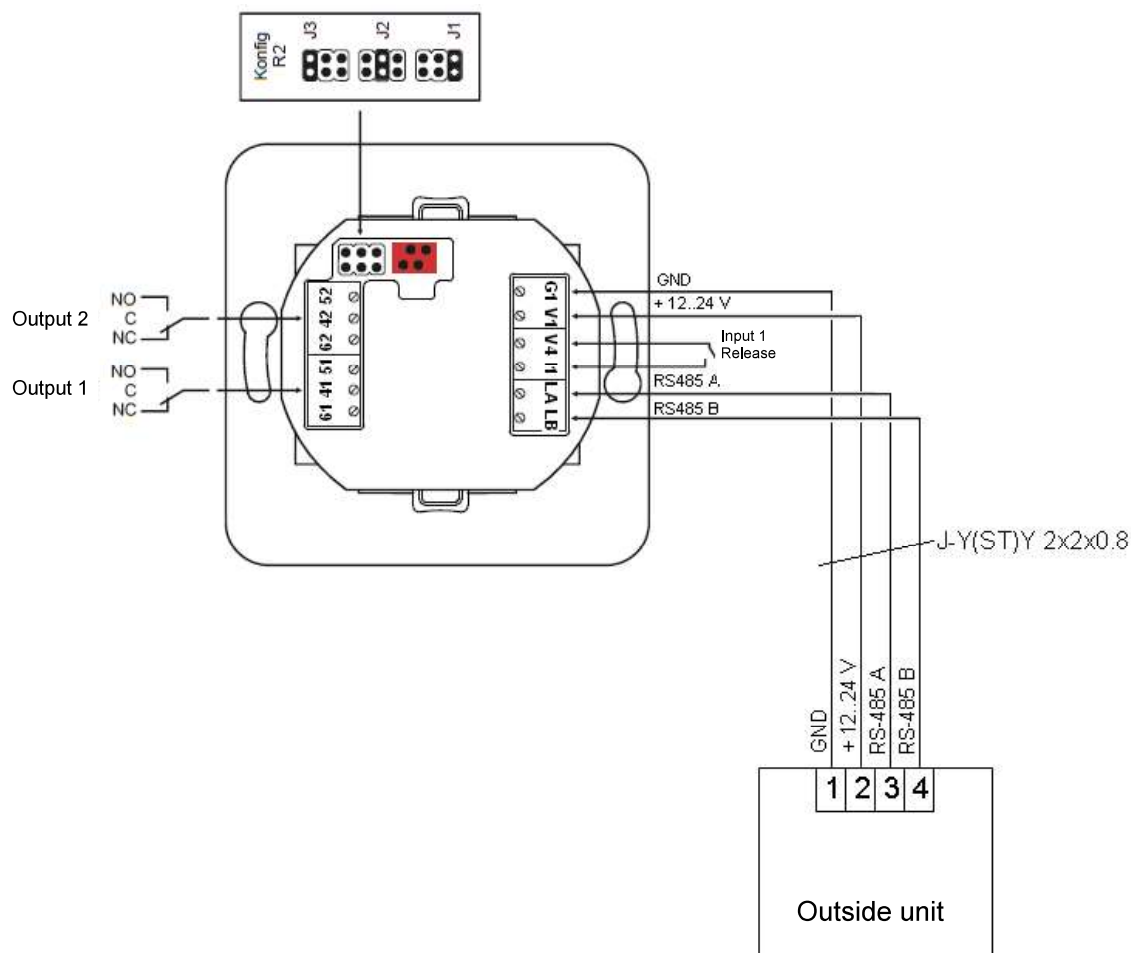 Konfig
R2
J3
J2
J1
NO
C
NC
Output 2
NO
C
NC
Output 1
52
42
62
51
41
61
G1
V1
V4
I1
LA
LB
GND
+ 12..24 V
Input 1
Release
RS485 A
RS485 B
J-Y(ST)Y 2x2x0.8
GND
+ 12..24 V
RS-485 A
RS-485 B
1 2 3 4
Outside unit